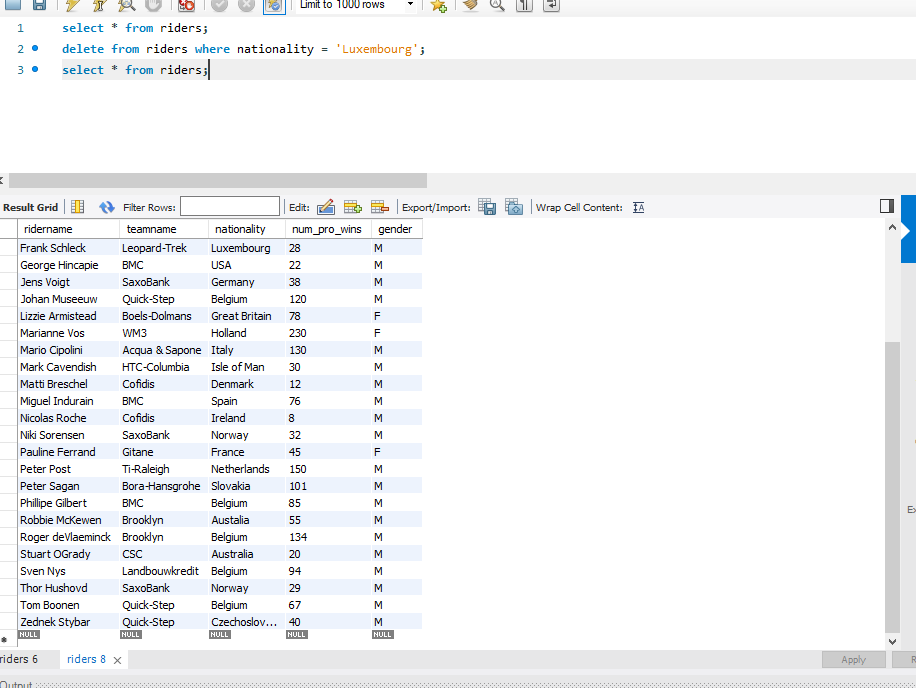 Limit to 1000 rows
1 select * from riders;
2 delete from riders where nationality = 'Luxembourg';
3 select * from riders;
Result Grid Filter Rows: Edit: Export/Import: Wrap Cell Content: IA
ridername teamname nationality num_pro_wins gender
Frank Schleck Leopard-Trek Luxembourg 28 M
George Hincapie BMC USA 22 M
Jens Voigt SaxoBank Germany 38 M
Johan Museeuw Quick-Step Belgium 120 M
Lizzie Armistead Boels-Dolmans Great Britain 78 F
Marianne Vos WM3 Holland 230 F
Mario Cipolini Acqua & Sapone Italy 130 M
Mark Cavendish HTC-Columbia Isle of Man 30 M
Matti Breschel Cofidis Denmark 12 M
Miguel Indurain BMC Spain 76 M
Nicolas Roche Cofidis Ireland 8 M
Niki Sorensen SaxoBank Norway 32 M
Pauline Ferrand Gitane France 45 F
Peter Post Ti-Raleigh Netherlands 150 M
Peter Sagan Bora-Hansgrohe Slovakia 101 M
Phillipe Gilbert BMC Belgium 85 M
Robbie McKewen Brooklyn Austalia 55 M
Roger deVlaeminck Brooklyn Belgium 134 M
Stuart OGrady CSC Australia 20 M
Sven Nys Landbouwkredit Belgium 94 M
Thor Hushovd SaxoBank Norway 29 M
Tom Boonen Quick-Step Belgium 67 M
Zednek Stybar Quick-Step Czechoslov... 40 M
NULL NULL NULL NULL NULL
Ex
riders 6 riders 8 Apply R
Output